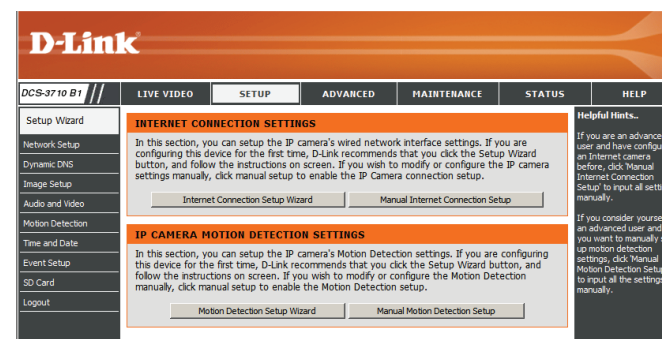 D-Link
DCS-3710 B1 // LIVE VIDEO SETUP ADVANCED MAINTENANCE STATUS HELP
Setup Wizard
Network Setup
Dynamic DNS
Image Setup
Audio and Video
Motion Detection
Time and Date
Event Setup
SD Card
Logout
INTERNET CONNECTION SETTINGS
In this section, you can setup the IP camera's wired network interface settings. If you are
configuring this device for the first time, D-Link recommends that you click the Setup Wizard
button, and follow the instructions on screen. If you wish to modify or configure the IP camera
settings manually, click manual setup to enable the IP Camera connection setup.
Internet Connection Setup Wizard Manual Internet Connection Setup
IP CAMERA MOTION DETECTION SETTINGS
In this section, you can setup the IP camera's Motion Detection settings. If you are configuring
this device for the first time, D-Link recommends that you click the Setup Wizard button, and
follow the instructions on screen. If you wish to modify or configure the Motion Detection
manually, click manual setup to enable the Motion Detection setup.
Motion Detection Setup Wizard Manual Motion Detection Setup
Helpful Hints..
If you are an advance
user and have configu
an Internet camera
before, click 'Manual
Internet Connection
Setup' to input all setti
manually.
If you consider yourse
an advanced user and
you want to manually s
up motion detection
settings, click 'Manual
Motion Detection Setu
to input all the settings
manually.